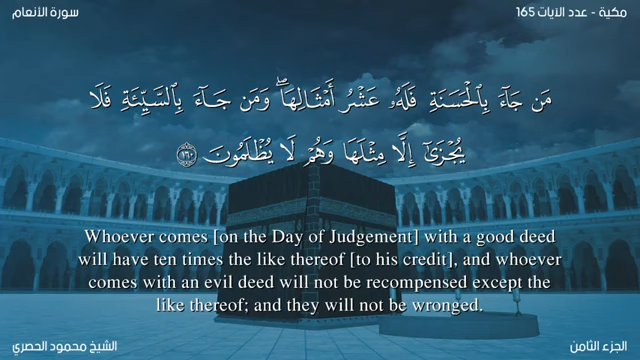 سورة الأنعام
مكية - عدد الآيات 165
مَن جَآءَ بِٱلْحَسَنَةِ فَلَهُۥ عَشْرُ أَمْثَالِهَا ۖ وَمَن جَآءَ بِٱلسَّيِّئَةِ فَلَا
يُجْزَىٰٓ إِلَّا مِثْلَهَا وَهُمْ لَا يُظْلَمُونَ ١٦٠
Whoever comes [on the Day of Judgement] with a good deed
will have ten times the like thereof [to his credit], and whoever
comes with an evil deed will not be recompensed except the
like thereof; and they will not be wronged.
الشيخ محمود الحصري
الجزء الثامن